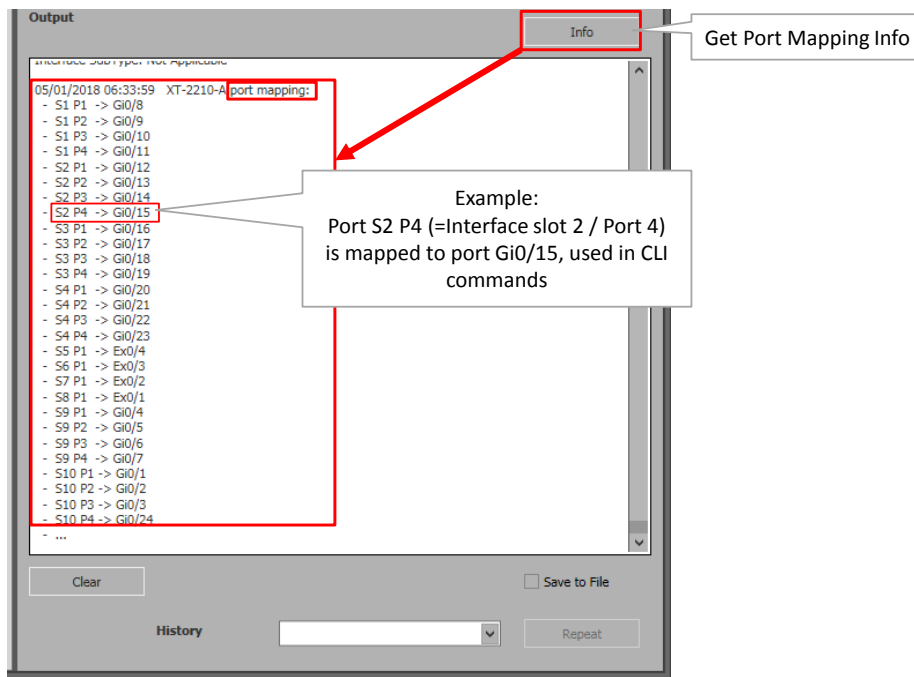 Output
Info
Get Port Mapping Info
Interface SubType: Not Applicable
05/01/2018 06:33:59 XT-2210-A port mapping:
- S1 P1 -> Gi0/8
- S1 P2 -> Gi0/9
- S1 P3 -> Gi0/10
- S1 P4 -> Gi0/11
- S2 P1 -> Gi0/12
- S2 P2 -> Gi0/13
- S2 P3 -> Gi0/14
- S2 P4 -> Gi0/15
- S3 P1 -> Gi0/16
- S3 P2 -> Gi0/17
- S3 P3 -> Gi0/18
- S3 P4 -> Gi0/19
- S4 P1 -> Gi0/20
- S4 P2 -> Gi0/21
- S4 P3 -> Gi0/22
- S4 P4 -> Gi0/23
- S5 P1 -> Ex0/4
- S6 P1 -> Ex0/3
- S7 P1 -> Ex0/2
- S8 P1 -> Ex0/1
- S9 P1 -> Gi0/4
- S9 P2 -> Gi0/5
- S9 P3 -> Gi0/6
- S9 P4 -> Gi0/7
- S10 P1 -> Gi0/1
- S10 P2 -> Gi0/2
- S10 P3 -> Gi0/3
- S10 P4 -> Gi0/24
- ...
Example:
Port S2 P4 (=Interface slot 2 / Port 4)
is mapped to port Gi0/15, used in CLI
commands
Clear
Save to File
History
Repeat